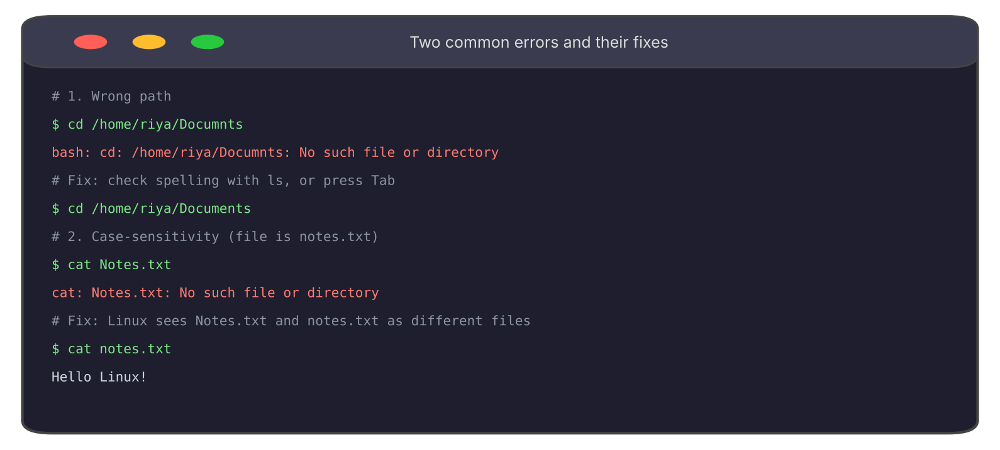 Two common errors and their fixes
# 1. Wrong path
$ cd /home/riya/Documnts
bash: cd: /home/riya/Documnts: No such file or directory
# Fix: check spelling with ls, or press Tab
$ cd /home/riya/Documents
# 2. Case-sensitivity (file is notes.txt)
$ cat Notes.txt
cat: Notes.txt: No such file or directory
# Fix: Linux sees Notes.txt and notes.txt as different files
$ cat notes.txt
Hello Linux!